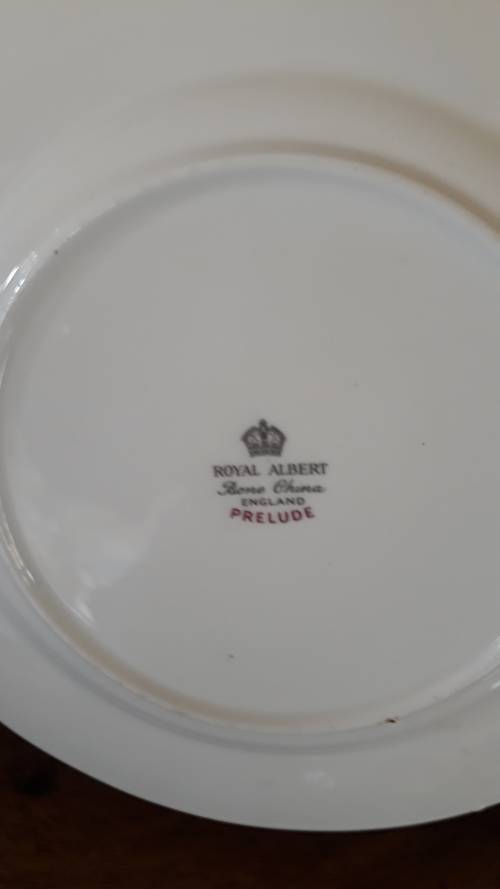 ROYAL ALBERT
Bone China
ENGLAND
PRELUDE